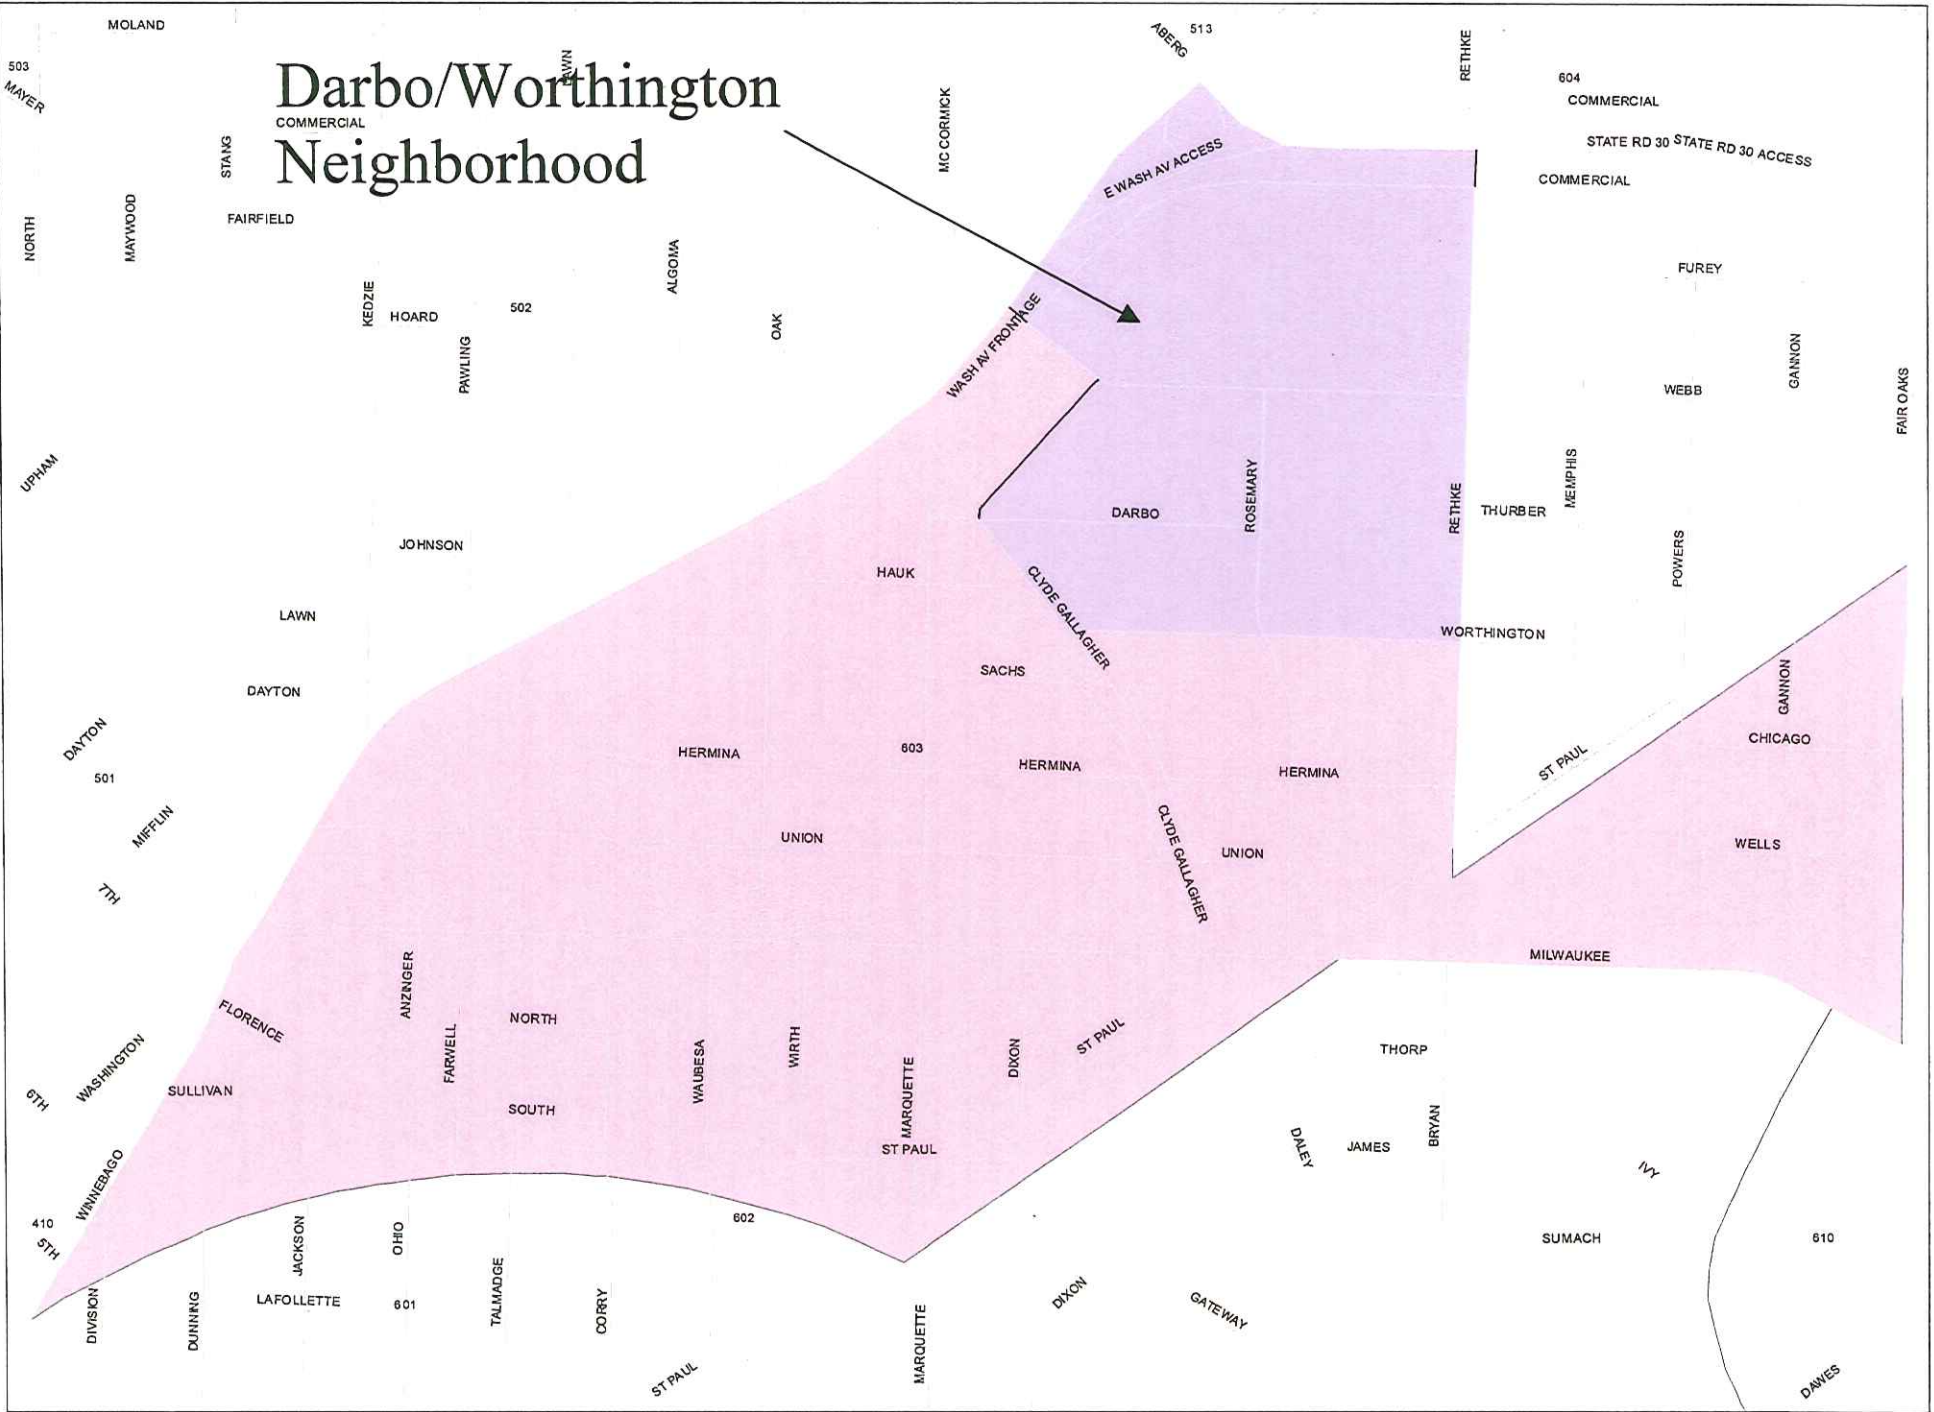 MOLAND
ABERG
513
RETHKE
503
MAYER
LAWN
Darbo/Worthington
COMMERCIAL
Neighborhood
604
COMMERCIAL
STATE RD 30
STATE RD 30 ACCESS
COMMERCIAL
MC CORMICK
STANG
E WASH AV ACCESS
NORTH
MAYWOOD
FAIRFIELD
ALGOMA
FUREY
KEDZIE
HOARD
502
OAK
WASH AV FRONTAGE
PAWLING
GANNON
WEBB
FAIR OAKS
UPHAM
DARBO
ROSEMARY
RETHKE
THURBER
MEMPHIS
JOHNSON
HAUK
POWERS
CLYDE GALLAGHER
LAWN
WORTHINGTON
SACHS
DAYTON
GANNON
DAYTON
HERMINA
603
HERMINA
HERMINA
ST PAUL
CHICAGO
501
MIFFLIN
UNION
CLYDE GALLAGHER
UNION
WELLS
7TH
MILWAUKEE
ANZINGER
FLORENCE
NORTH
FARWELL
WAUBESA
WIRTH
MARQUETTE
DIXON
ST PAUL
THORP
WASHINGTON
6TH
SULLIVAN
SOUTH
ST PAUL
DALEY
JAMES
BRYAN
IVY
WINNEBAGO
410
5TH
JACKSON
OHIO
602
SUMACH
610
DIVISION
DUNNING
LAFOLLETTE
601
TALMADGE
CORRY
MARQUETTE
DIXON
GATEWAY
ST PAUL
DAWES